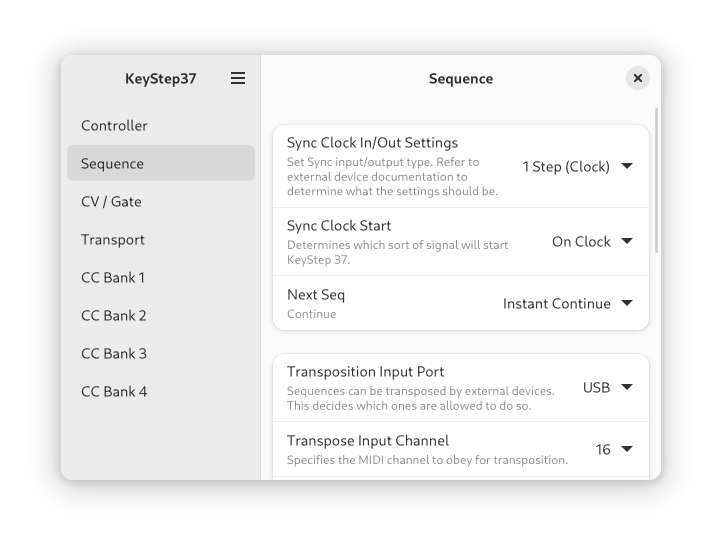 KeyStep37
Controller
Sequence
CV / Gate
Transport
CC Bank 1
CC Bank 2
CC Bank 3
CC Bank 4
Sequence
Sync Clock In/Out Settings
Set Sync input/output type. Refer to
external device documentation to
determine what the settings should be.
1 Step (Clock)
Sync Clock Start
Determines which sort of signal will start
KeyStep 37.
On Clock
Next Seq
Continue
Instant Continue
Transposition Input Port
Sequences can be transposed by external devices.
This decides which ones are allowed to do so.
USB
Transpose Input Channel
Specifies the MIDI channel to obey for transposition.
16